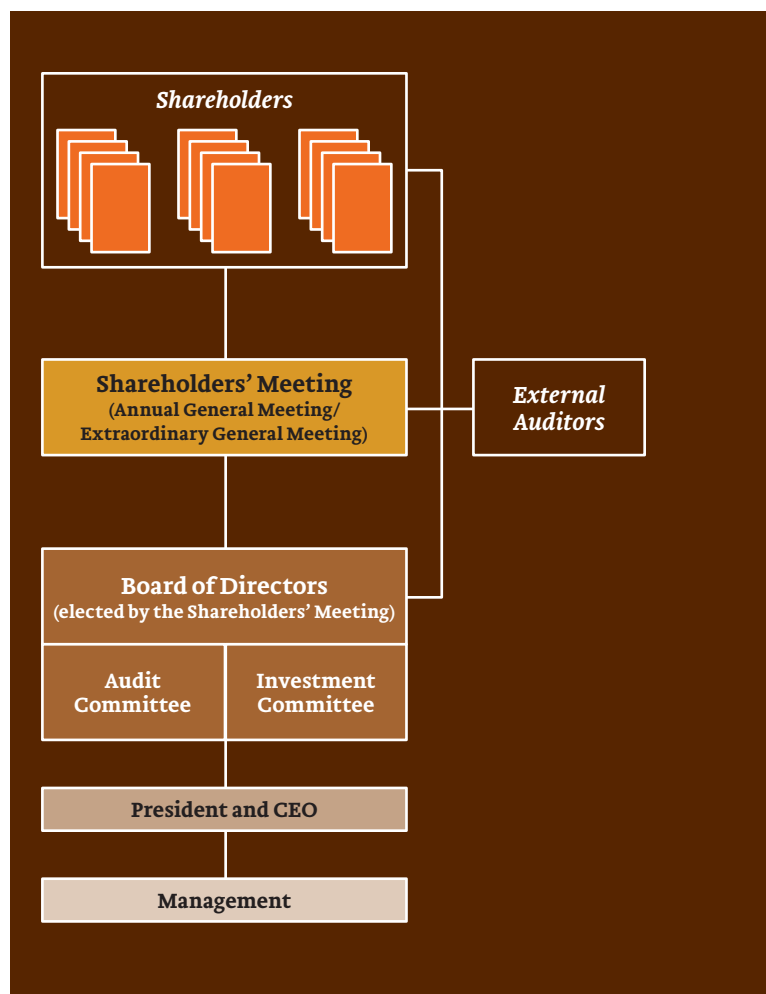 Shareholders
Shareholders’ Meeting
(Annual General Meeting/
Extraordinary General Meeting)
External
Auditors
Board of Directors
(elected by the Shareholders’ Meeting)
Audit
Committee
Investment
Committee
President and CEO
Management